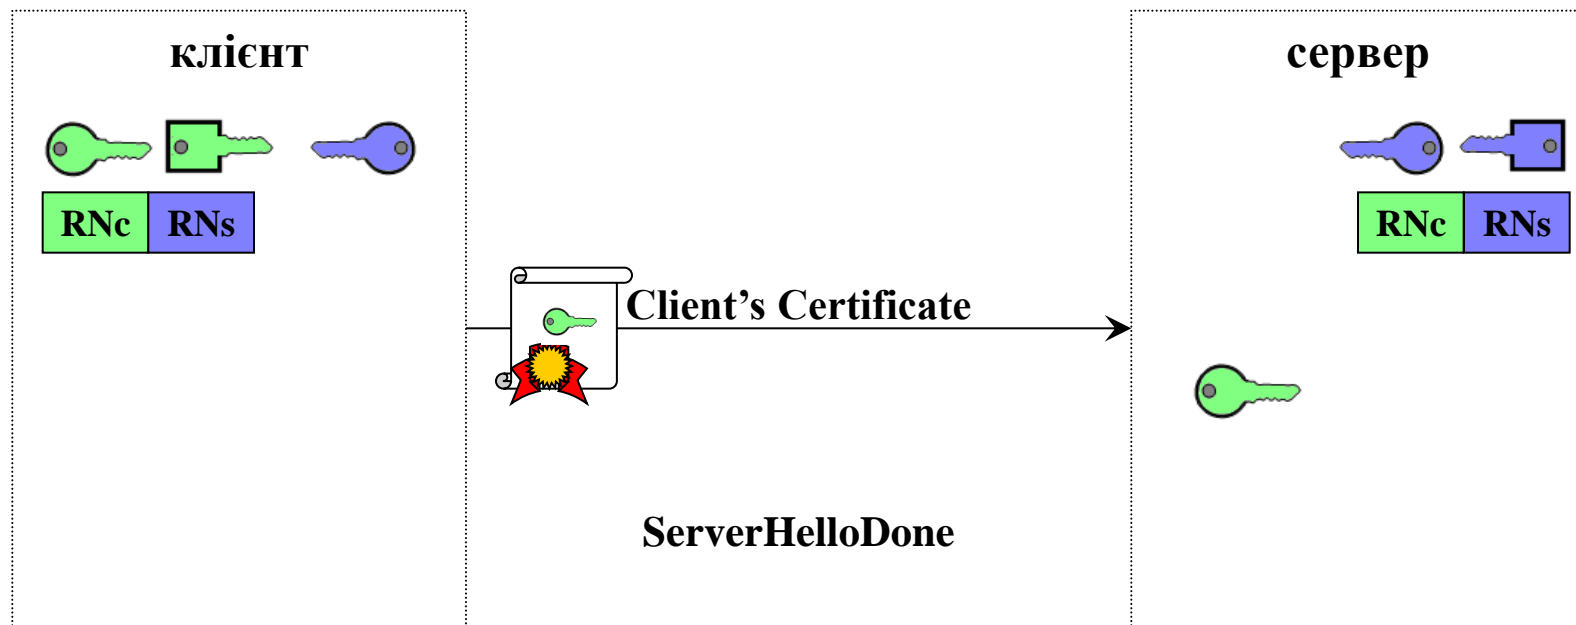 клієнт
сервер
RNc RNs
RNc RNs
Client’s Certificate
ServerHelloDone